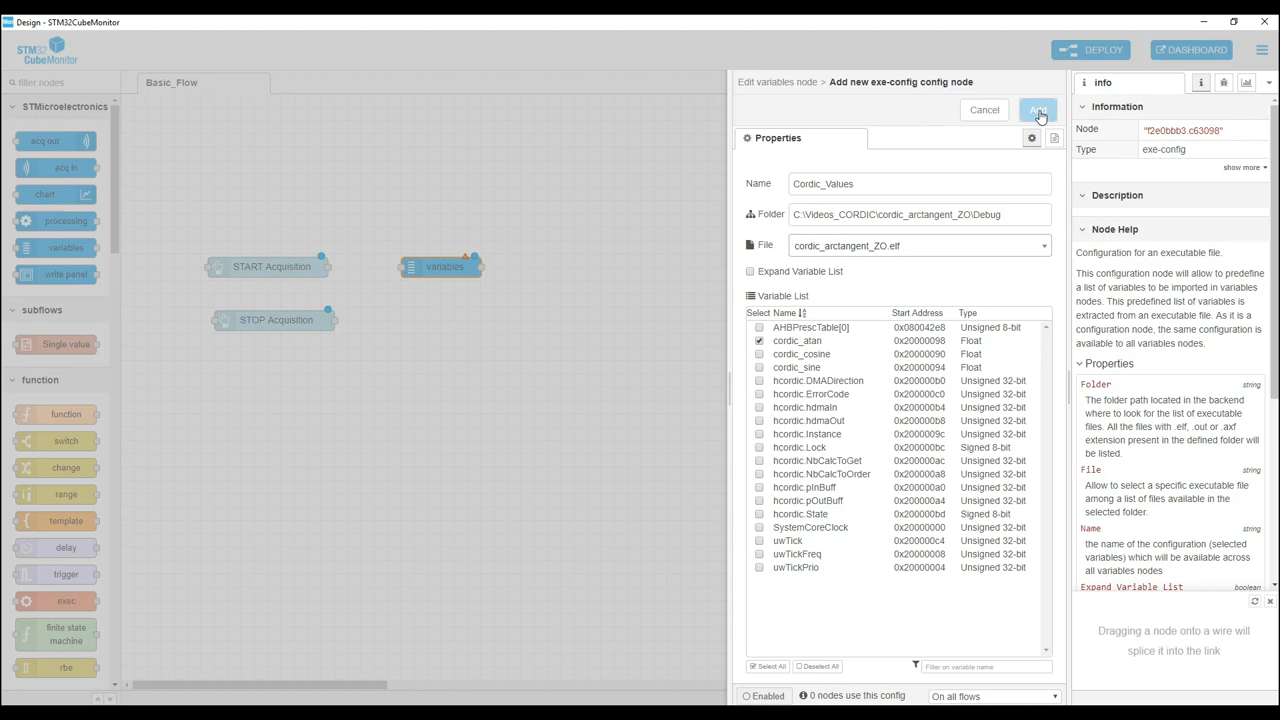 Design - STM32CubeMonitor
STM32
CubeMonitor
DEPLOY
DASHBOARD
filter nodes
STMicroelectronics
acq out
acq in
chart
processing
variables
write panel
subflows
Single value
function
function
switch
change
range
template
delay
trigger
exec
finite state
machine
rbe
Basic_Flow
START Acquisition
variables
STOP Acquisition
Edit variables node > Add new exe-config config node
Cancel
Add
Properties
Name
Cordic_Values
Folder
C:\Videos_CORDIC\cordic_arctangent_ZO\Debug
File
cordic_arctangent_ZO.elf
Expand Variable List
Variable List
Select Name Start Address Type
AHBPrescTable[0] 0x080042e8 Unsigned 8-bit
cordic_atan 0x20000098 Float
cordic_cosine 0x20000090 Float
cordic_sine 0x20000094 Float
hcordic.DMADirection 0x200000b0 Unsigned 32-bit
hcordic.ErrorCode 0x200000c0 Unsigned 32-bit
hcordic.hdmaIn 0x200000b4 Unsigned 32-bit
hcordic.hdmaOut 0x200000b8 Unsigned 32-bit
hcordic.Instance 0x2000009c Unsigned 32-bit
hcordic.Lock 0x200000bc Signed 8-bit
hcordic.NbCalcToGet 0x200000ac Unsigned 32-bit
hcordic.NbCalcToOrder 0x200000a8 Unsigned 32-bit
hcordic.pInBuff 0x200000a0 Unsigned 32-bit
hcordic.pOutBuff 0x200000a4 Unsigned 32-bit
hcordic.State 0x200000bd Signed 8-bit
SystemCoreClock 0x20000000 Unsigned 32-bit
uwTick 0x200000c4 Unsigned 32-bit
uwTickFreq 0x20000008 Unsigned 32-bit
uwTickPrio 0x20000004 Unsigned 32-bit
Select All Deselect All Filter on variable name
Enabled 0 nodes use this config On all flows
info
Information
Node "f2e0bbb3.c63098"
Type exe-config
show more
Description
Node Help
Configuration for an executable file.
This configuration node will allow to predefine
a list of variables to be imported in variables
nodes. This predefined list of variables is
extracted from an executable file. As it is a
configuration node, the same configuration is
available to all variables nodes.
Properties
Folder string
The folder path located in the backend
where to look for the list of executable
files. All the files with .elf, .out or .axf
extension present in the defined folder will
be listed.
File string
Allow to select a specific executable file
among a list of files available in the
selected folder.
Name string
the name of the configuration (selected
variables) which will be available across
all variables nodes
Expand Variable List boolean
Dragging a node onto a wire will
splice it into the link